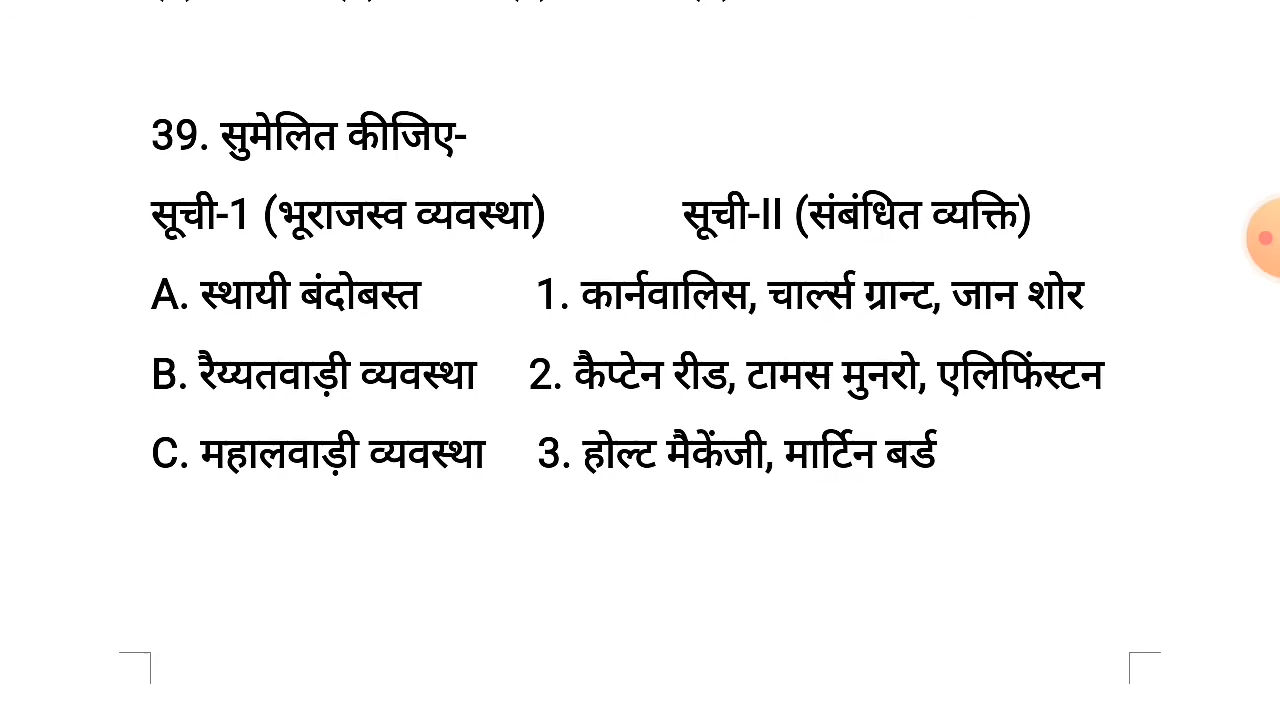 39. सुमेलित कीजिए-
सूची-1 (भूराजस्व व्यवस्था) सूची-II (संबंधित व्यक्ति)
A. स्थायी बंदोबस्त 1. कार्नवालिस, चार्ल्स ग्रान्ट, जान शोर
B. रैय्यतवाड़ी व्यवस्था 2. कैप्टेन रीड, टामस मुनरो, एलिफिंस्टन
C. महालवाड़ी व्यवस्था 3. होल्ट मैकेंजी, मार्टिन बर्ड